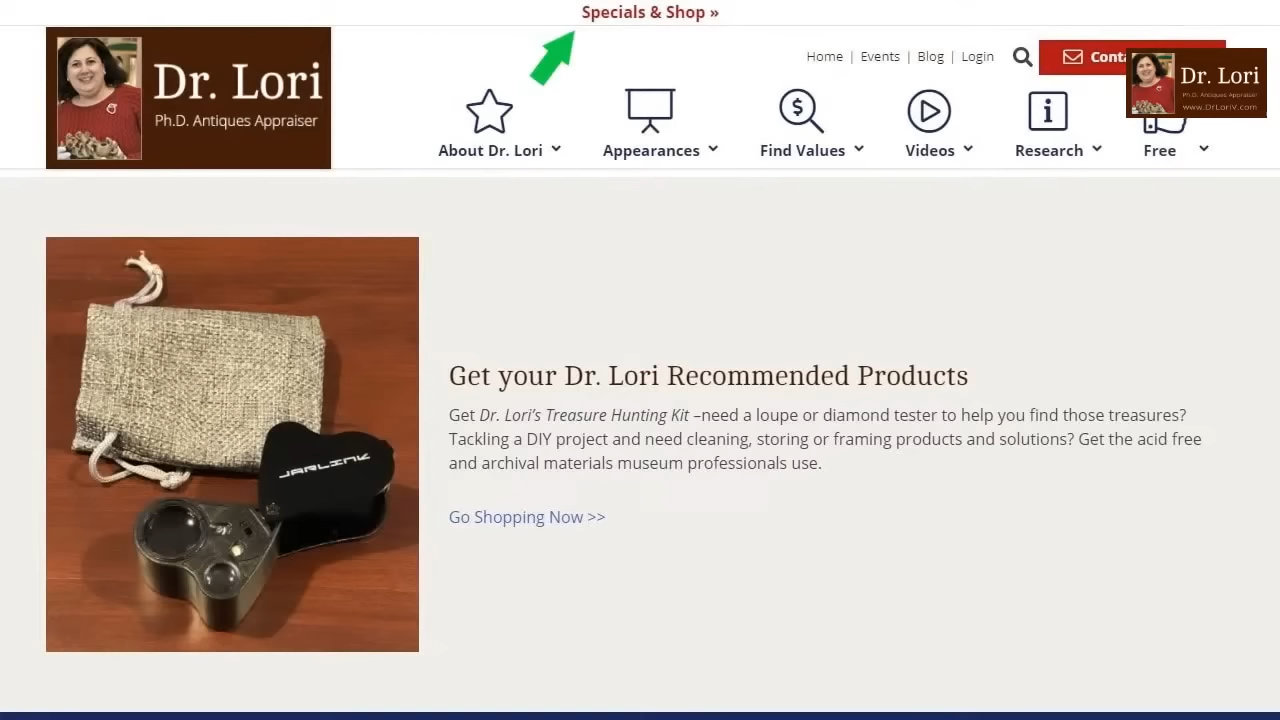 Specials & Shop »
Dr. Lori
Ph.D. Antiques Appraiser
Home | Events | Blog | Login
Conta
Dr. Lori
Ph.D. Antiques Appraiser
www.DrLoriV.com
About Dr. Lori
Appearances
Find Values
Videos
Research
Free
JARLINK
Get your Dr. Lori Recommended Products
Get Dr. Lori’s Treasure Hunting Kit –need a loupe or diamond tester to help you find those treasures?
Tackling a DIY project and need cleaning, storing or framing products and solutions? Get the acid free
and archival materials museum professionals use.
Go Shopping Now >>